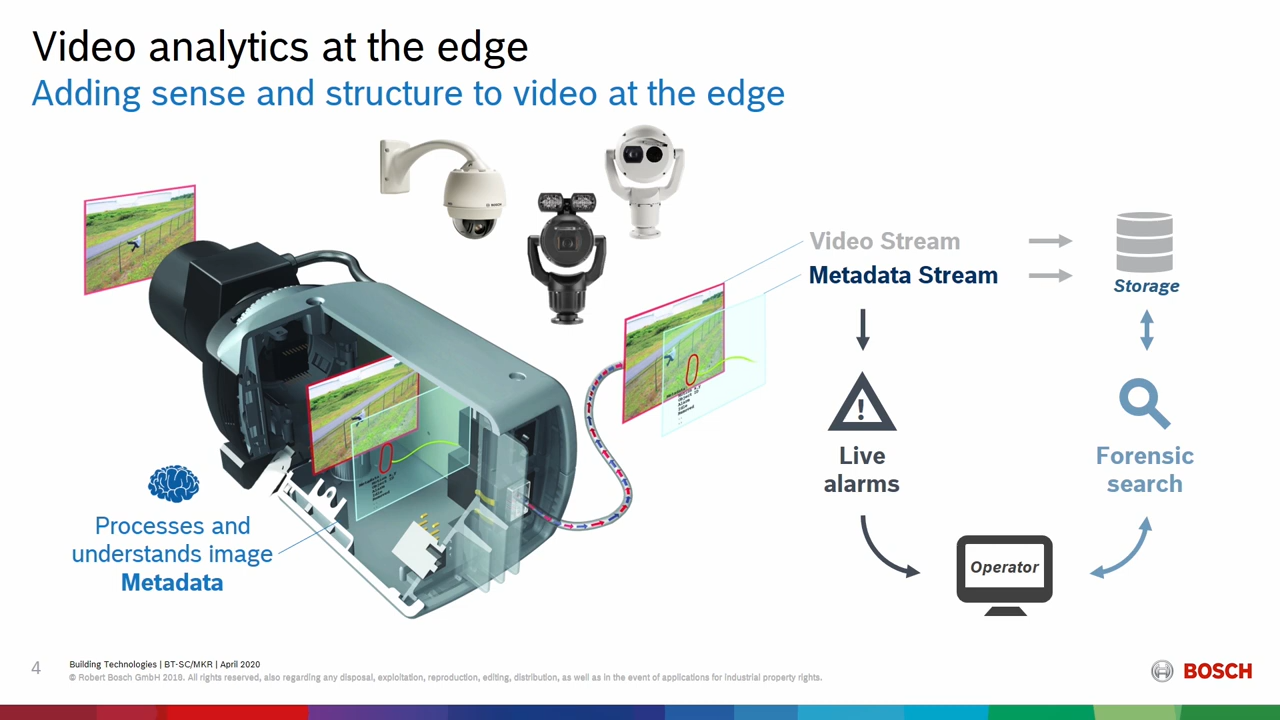 Video analytics at the edge
Adding sense and structure to video at the edge
BOSCH
Video Stream
Metadata Stream
Storage
Live
alarms
Forensic
search
Operator
Processes and
understands image
Metadata
4
Building Technologies | BT-SC/MKR | April 2020
© Robert Bosch GmbH 2018. All rights reserved, also regarding any disposal, exploitation, reproduction, editing, distribution, as well as in the event of applications for industrial property rights.
BOSCH